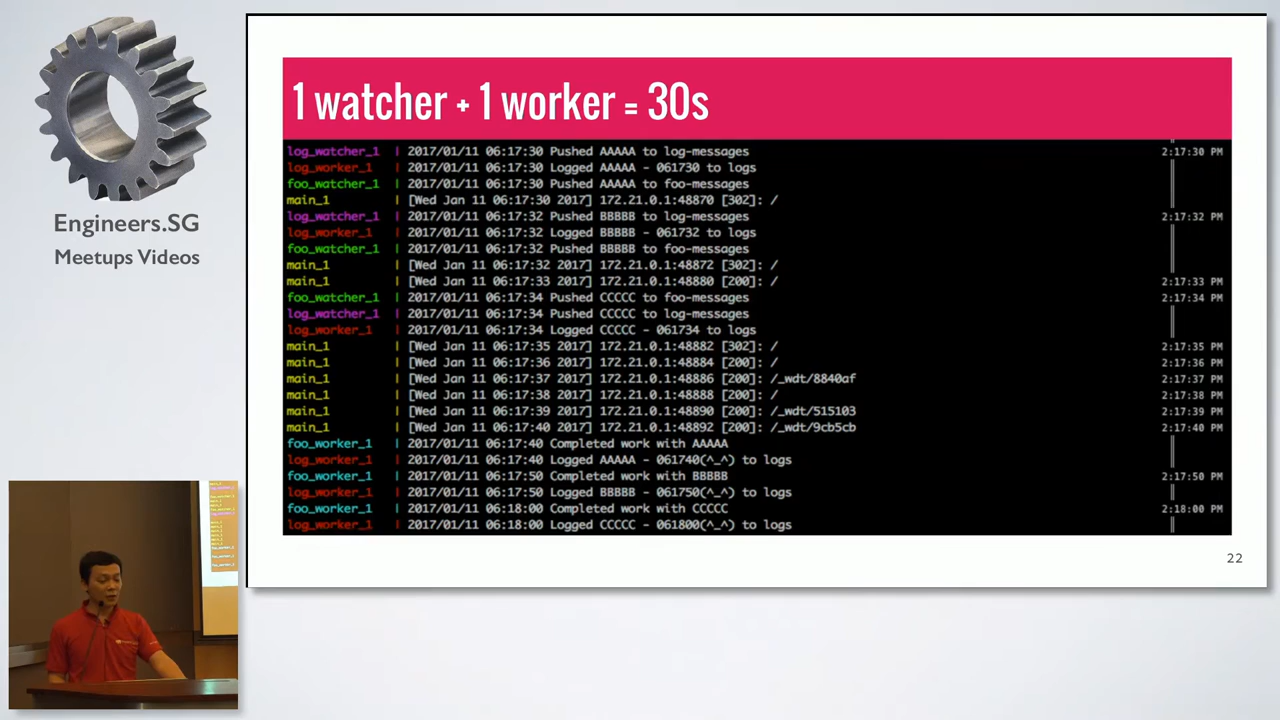 Engineers.SG
Meetups Videos
1 watcher + 1 worker = 30s
log_watcher_1 | 2017/01/11 06:17:30 Pushed AAAAA to log-messages 2:17:30 PM
log_worker_1 | 2017/01/11 06:17:30 Logged AAAAA - 061730 to logs
foo_watcher_1 | 2017/01/11 06:17:30 Pushed AAAAA to foo-messages
main_1 | [Wed Jan 11 06:17:30 2017] 172.21.0.1:48870 [302]: /
log_watcher_1 | 2017/01/11 06:17:32 Pushed BBBBB to log-messages 2:17:32 PM
log_worker_1 | 2017/01/11 06:17:32 Logged BBBBB - 061732 to logs
foo_watcher_1 | 2017/01/11 06:17:32 Pushed BBBBB to foo-messages
main_1 | [Wed Jan 11 06:17:32 2017] 172.21.0.1:48872 [302]: /
main_1 | [Wed Jan 11 06:17:33 2017] 172.21.0.1:48880 [200]: / 2:17:33 PM
foo_watcher_1 | 2017/01/11 06:17:34 Pushed CCCCC to foo-messages 2:17:34 PM
log_watcher_1 | 2017/01/11 06:17:34 Pushed CCCCC to log-messages
log_worker_1 | 2017/01/11 06:17:34 Logged CCCCC - 061734 to logs
main_1 | [Wed Jan 11 06:17:35 2017] 172.21.0.1:48882 [302]: / 2:17:35 PM
main_1 | [Wed Jan 11 06:17:36 2017] 172.21.0.1:48884 [200]: / 2:17:36 PM
main_1 | [Wed Jan 11 06:17:37 2017] 172.21.0.1:48886 [200]: /_wdt/8840af 2:17:37 PM
main_1 | [Wed Jan 11 06:17:38 2017] 172.21.0.1:48888 [200]: / 2:17:38 PM
main_1 | [Wed Jan 11 06:17:39 2017] 172.21.0.1:48890 [200]: /_wdt/515103 2:17:39 PM
main_1 | [Wed Jan 11 06:17:40 2017] 172.21.0.1:48892 [200]: /_wdt/9cb5cb 2:17:40 PM
foo_worker_1 | 2017/01/11 06:17:40 Completed work with AAAAA
log_worker_1 | 2017/01/11 06:17:40 Logged AAAAA - 061740(^_^) to logs
foo_worker_1 | 2017/01/11 06:17:50 Completed work with BBBBB 2:17:50 PM
log_worker_1 | 2017/01/11 06:17:50 Logged BBBBB - 061750(^_^) to logs
foo_worker_1 | 2017/01/11 06:18:00 Completed work with CCCCC 2:18:00 PM
log_worker_1 | 2017/01/11 06:18:00 Logged CCCCC - 061800(^_^) to logs
22